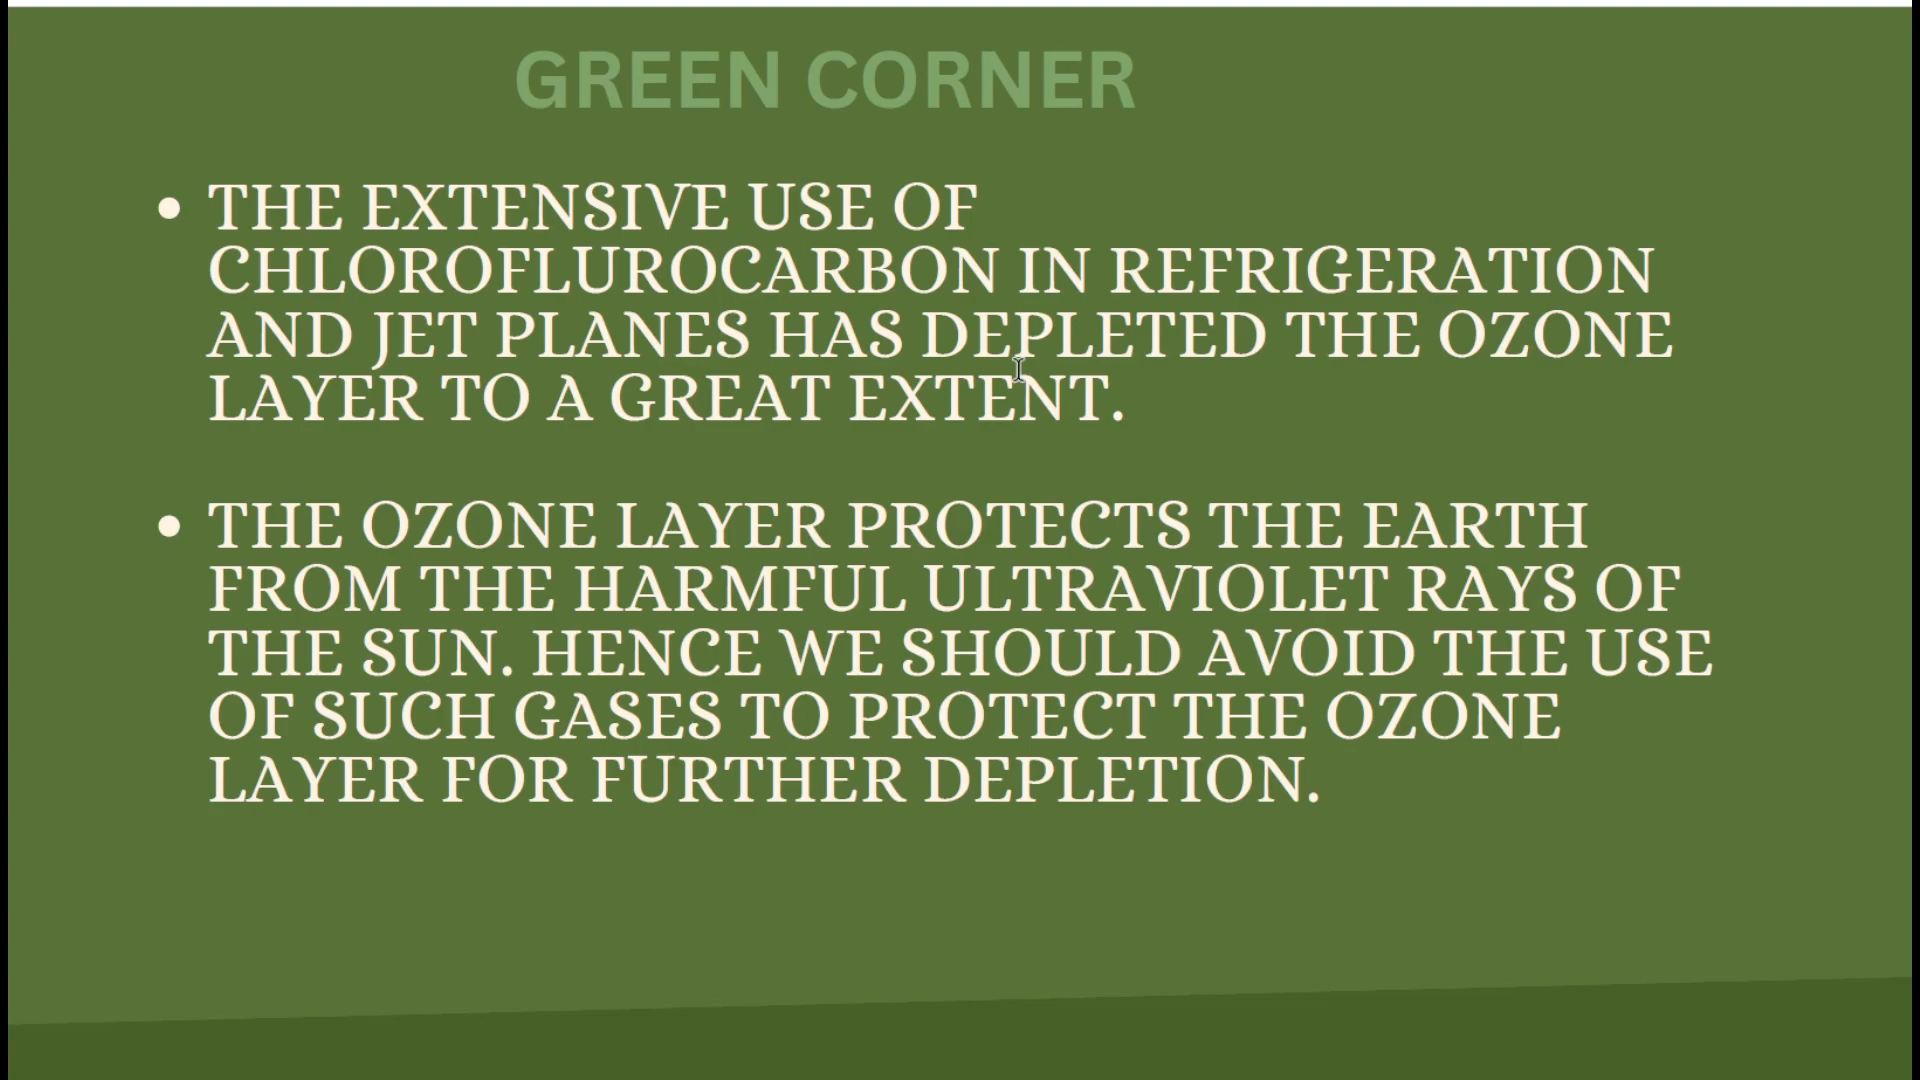 GREEN CORNER
• THE EXTENSIVE USE OF
CHLOROFLUROCARBON IN REFRIGERATION
AND JET PLANES HAS DEPLETED THE OZONE
LAYER TO A GREAT EXTENT.
• THE OZONE LAYER PROTECTS THE EARTH
FROM THE HARMFUL ULTRAVIOLET RAYS OF
THE SUN. HENCE WE SHOULD AVOID THE USE
OF SUCH GASES TO PROTECT THE OZONE
LAYER FOR FURTHER DEPLETION.